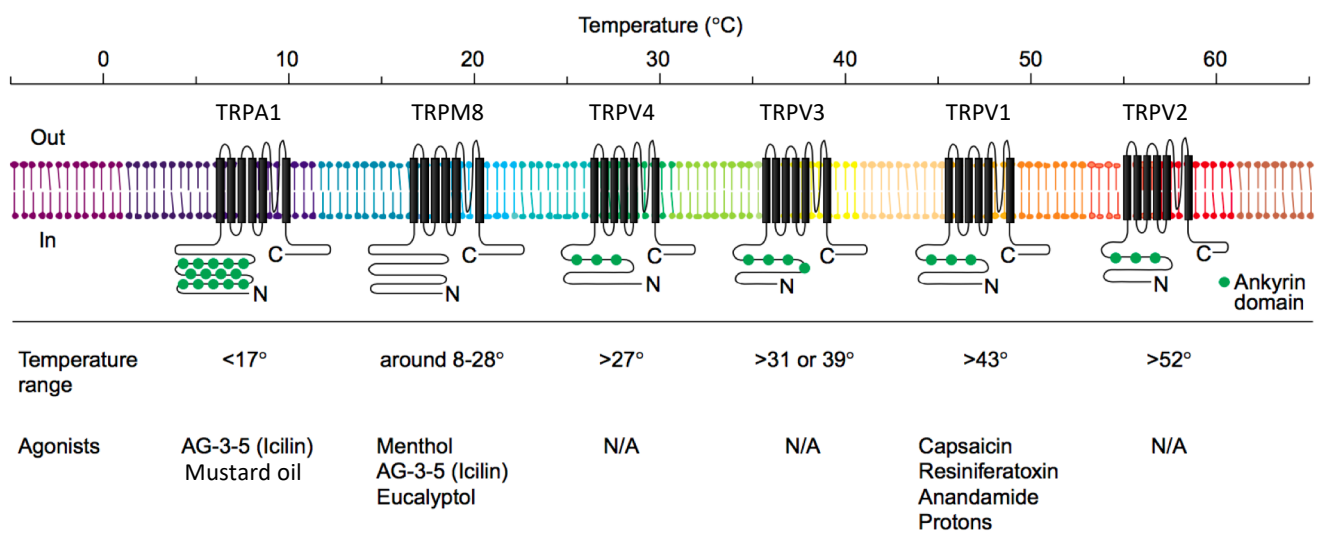 Temperature (°C)
0 10 20 30 40 50 60
TRPA1 TRPM8 TRPV4 TRPV3 TRPV1 TRPV2
Out
In
C C C C C C
N N N N N N
Ankyrin
domain
Temperature
range
<17° around 8-28° >27° >31 or 39° >43° >52°
Agonists
AG-3-5 (Icilin)
Mustard oil
Menthol
AG-3-5 (Icilin)
Eucalyptol
N/A
N/A
Capsaicin
Resiniferatoxin
Anandamide
Protons
N/A